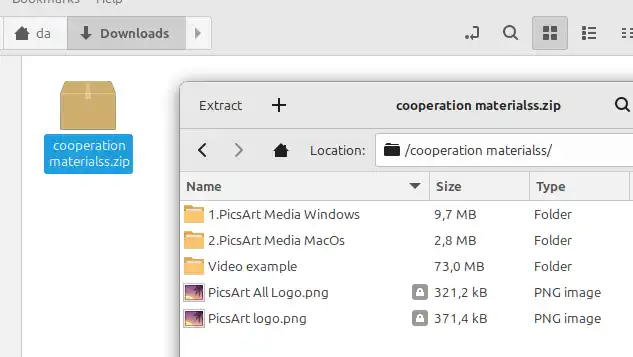 Bookmarks Help
da Downloads
cooperation
materialss.zip
Extract cooperation materialss.zip
Location: /cooperation materialss/
Name Size Type
1.PicsArt Media Windows 9,7 MB Folder
2.PicsArt Media MacOs 2,8 MB Folder
Video example 73,0 MB Folder
PicsArt All Logo.png 321,2 kB PNG image
PicsArt logo.png 371,4 kB PNG image